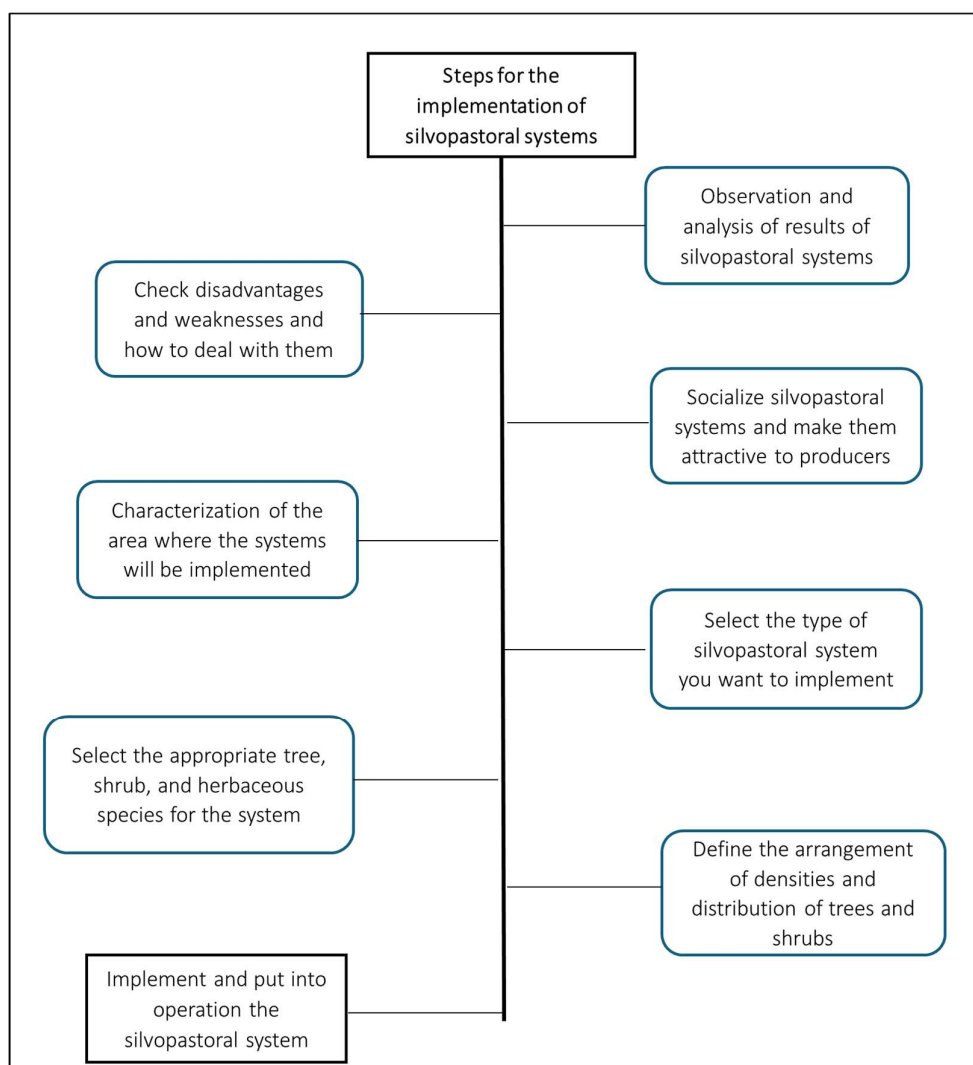 Steps for the
implementation of
silvopastoral systems
Observation and
analysis of results of
silvopastoral systems
Check disadvantages
and weaknesses and
how to deal with them
Socialize silvopastoral
systems and make them
attractive to producers
Characterization of the
area where the systems
will be implemented
Select the type of
silvopastoral system
you want to implement
Select the appropriate tree,
shrub, and herbaceous
species for the system
Define the arrangement
of densities and
distribution of trees and
shrubs
Implement and put into
operation the
silvopastoral system